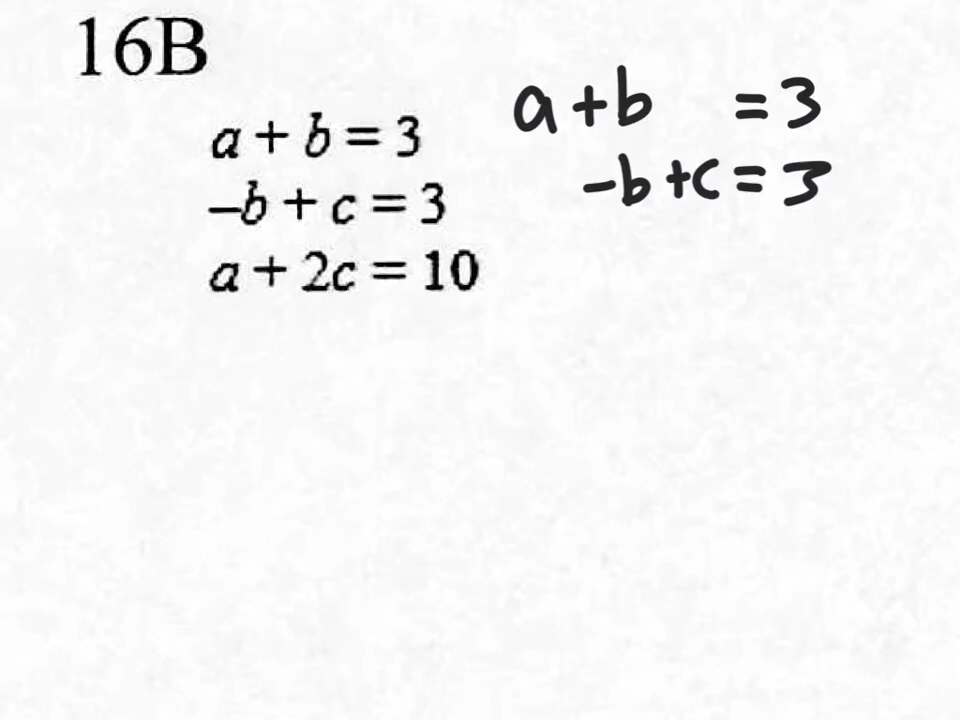 16B
a + b = 3
–b + c = 3
a + 2c = 10
a + b = 3
-b + c = 3